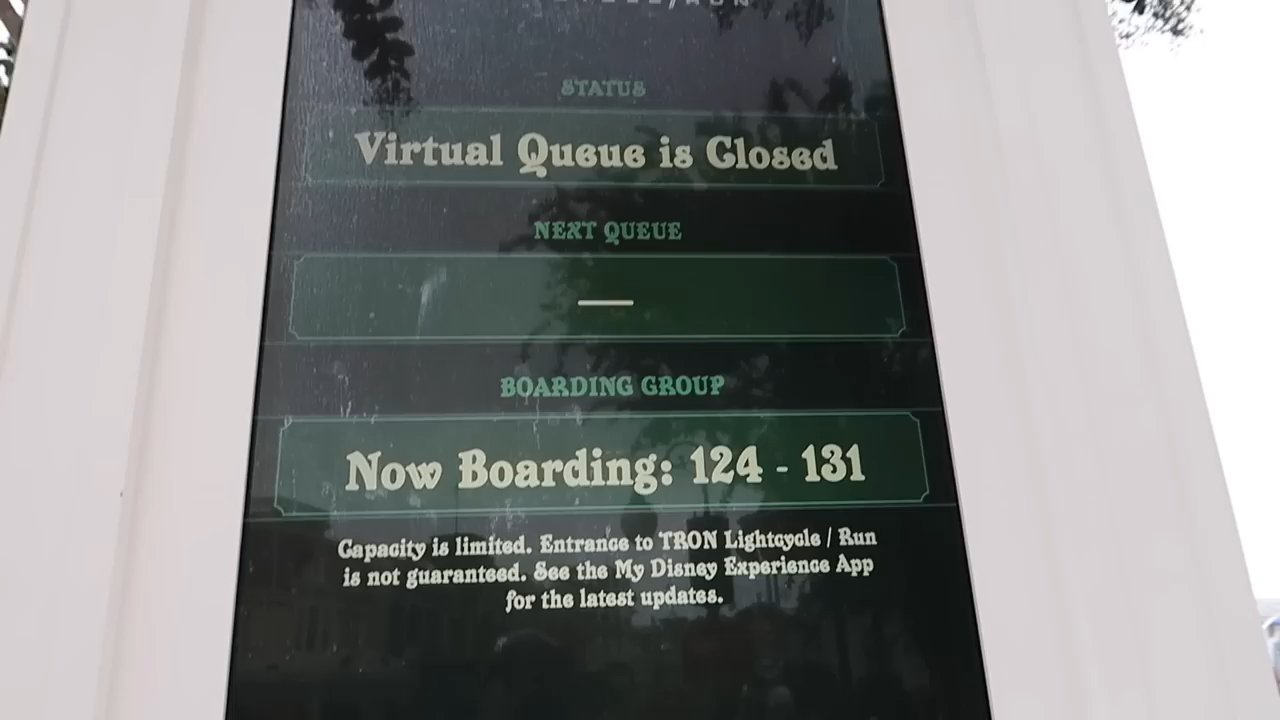 STATUS
Virtual Queue is Closed
NEXT QUEUE
—
BOARDING GROUP
Now Boarding: 124 - 131
Capacity is limited. Entrance to TRON Lightcycle / Run
is not guaranteed. See the My Disney Experience App
for the latest updates.